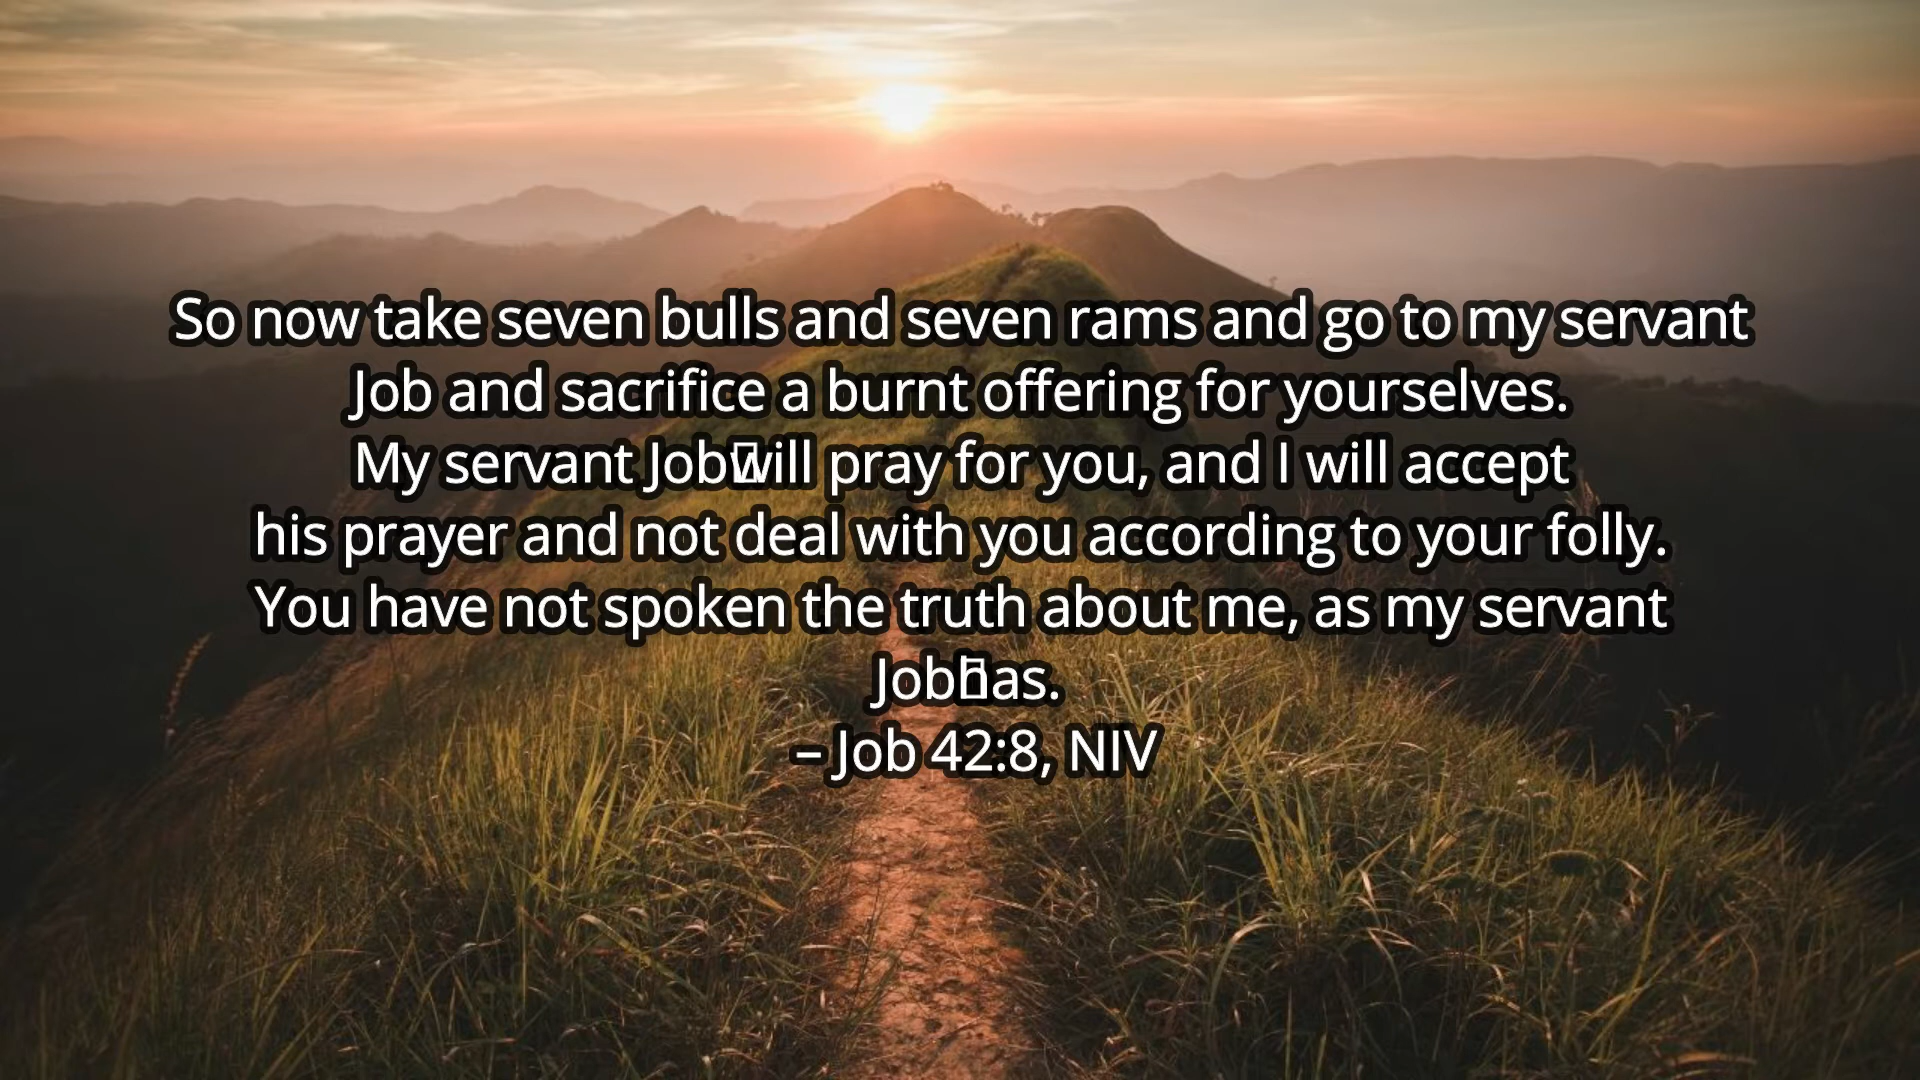 So now take seven bulls and seven rams and go to my servant
Job and sacrifice a burnt offering for yourselves.
My servant Job will pray for you, and I will accept
his prayer and not deal with you according to your folly.
You have not spoken the truth about me, as my servant
Job has.
– Job 42:8, NIV